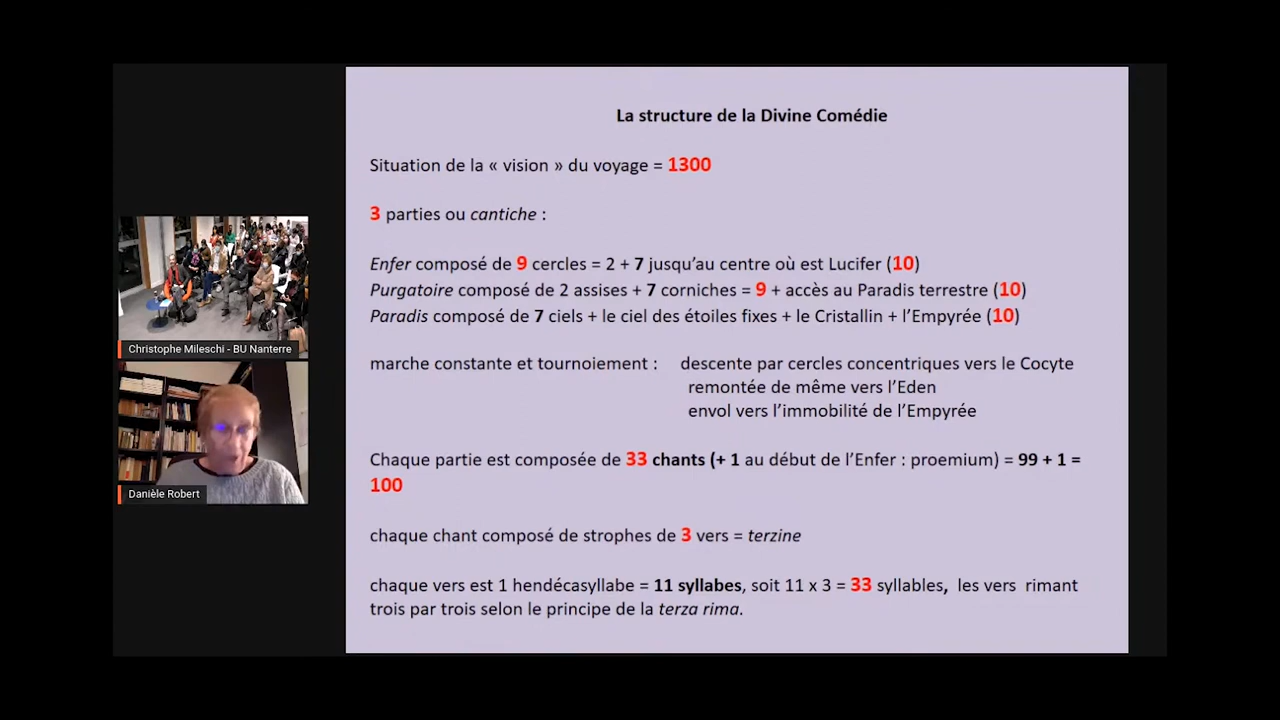 La structure de la Divine Comédie
Situation de la « vision » du voyage = 1300
3 parties ou cantiche :
Enfer composé de 9 cercles = 2 + 7 jusqu'au centre où est Lucifer (10)
Purgatoire composé de 2 assises + 7 corniches = 9 + accès au Paradis terrestre (10)
Paradis composé de 7 ciels + le ciel des étoiles fixes + le Cristallin + l'Empyrée (10)
marche constante et tournoiement : descente par cercles concentriques vers le Cocyte
remontée de même vers l'Eden
envol vers l'immobilité de l'Empyrée
Chaque partie est composée de 33 chants (+ 1 au début de l'Enfer : proemium) = 99 + 1 =
100
chaque chant composé de strophes de 3 vers = terzine
chaque vers est 1 hendécasyllabe = 11 syllabes, soit 11 x 3 = 33 syllables, les vers rimant
trois par trois selon le principe de la terza rima.
Christophe Mileschi - BU Nanterre
Danièle Robert